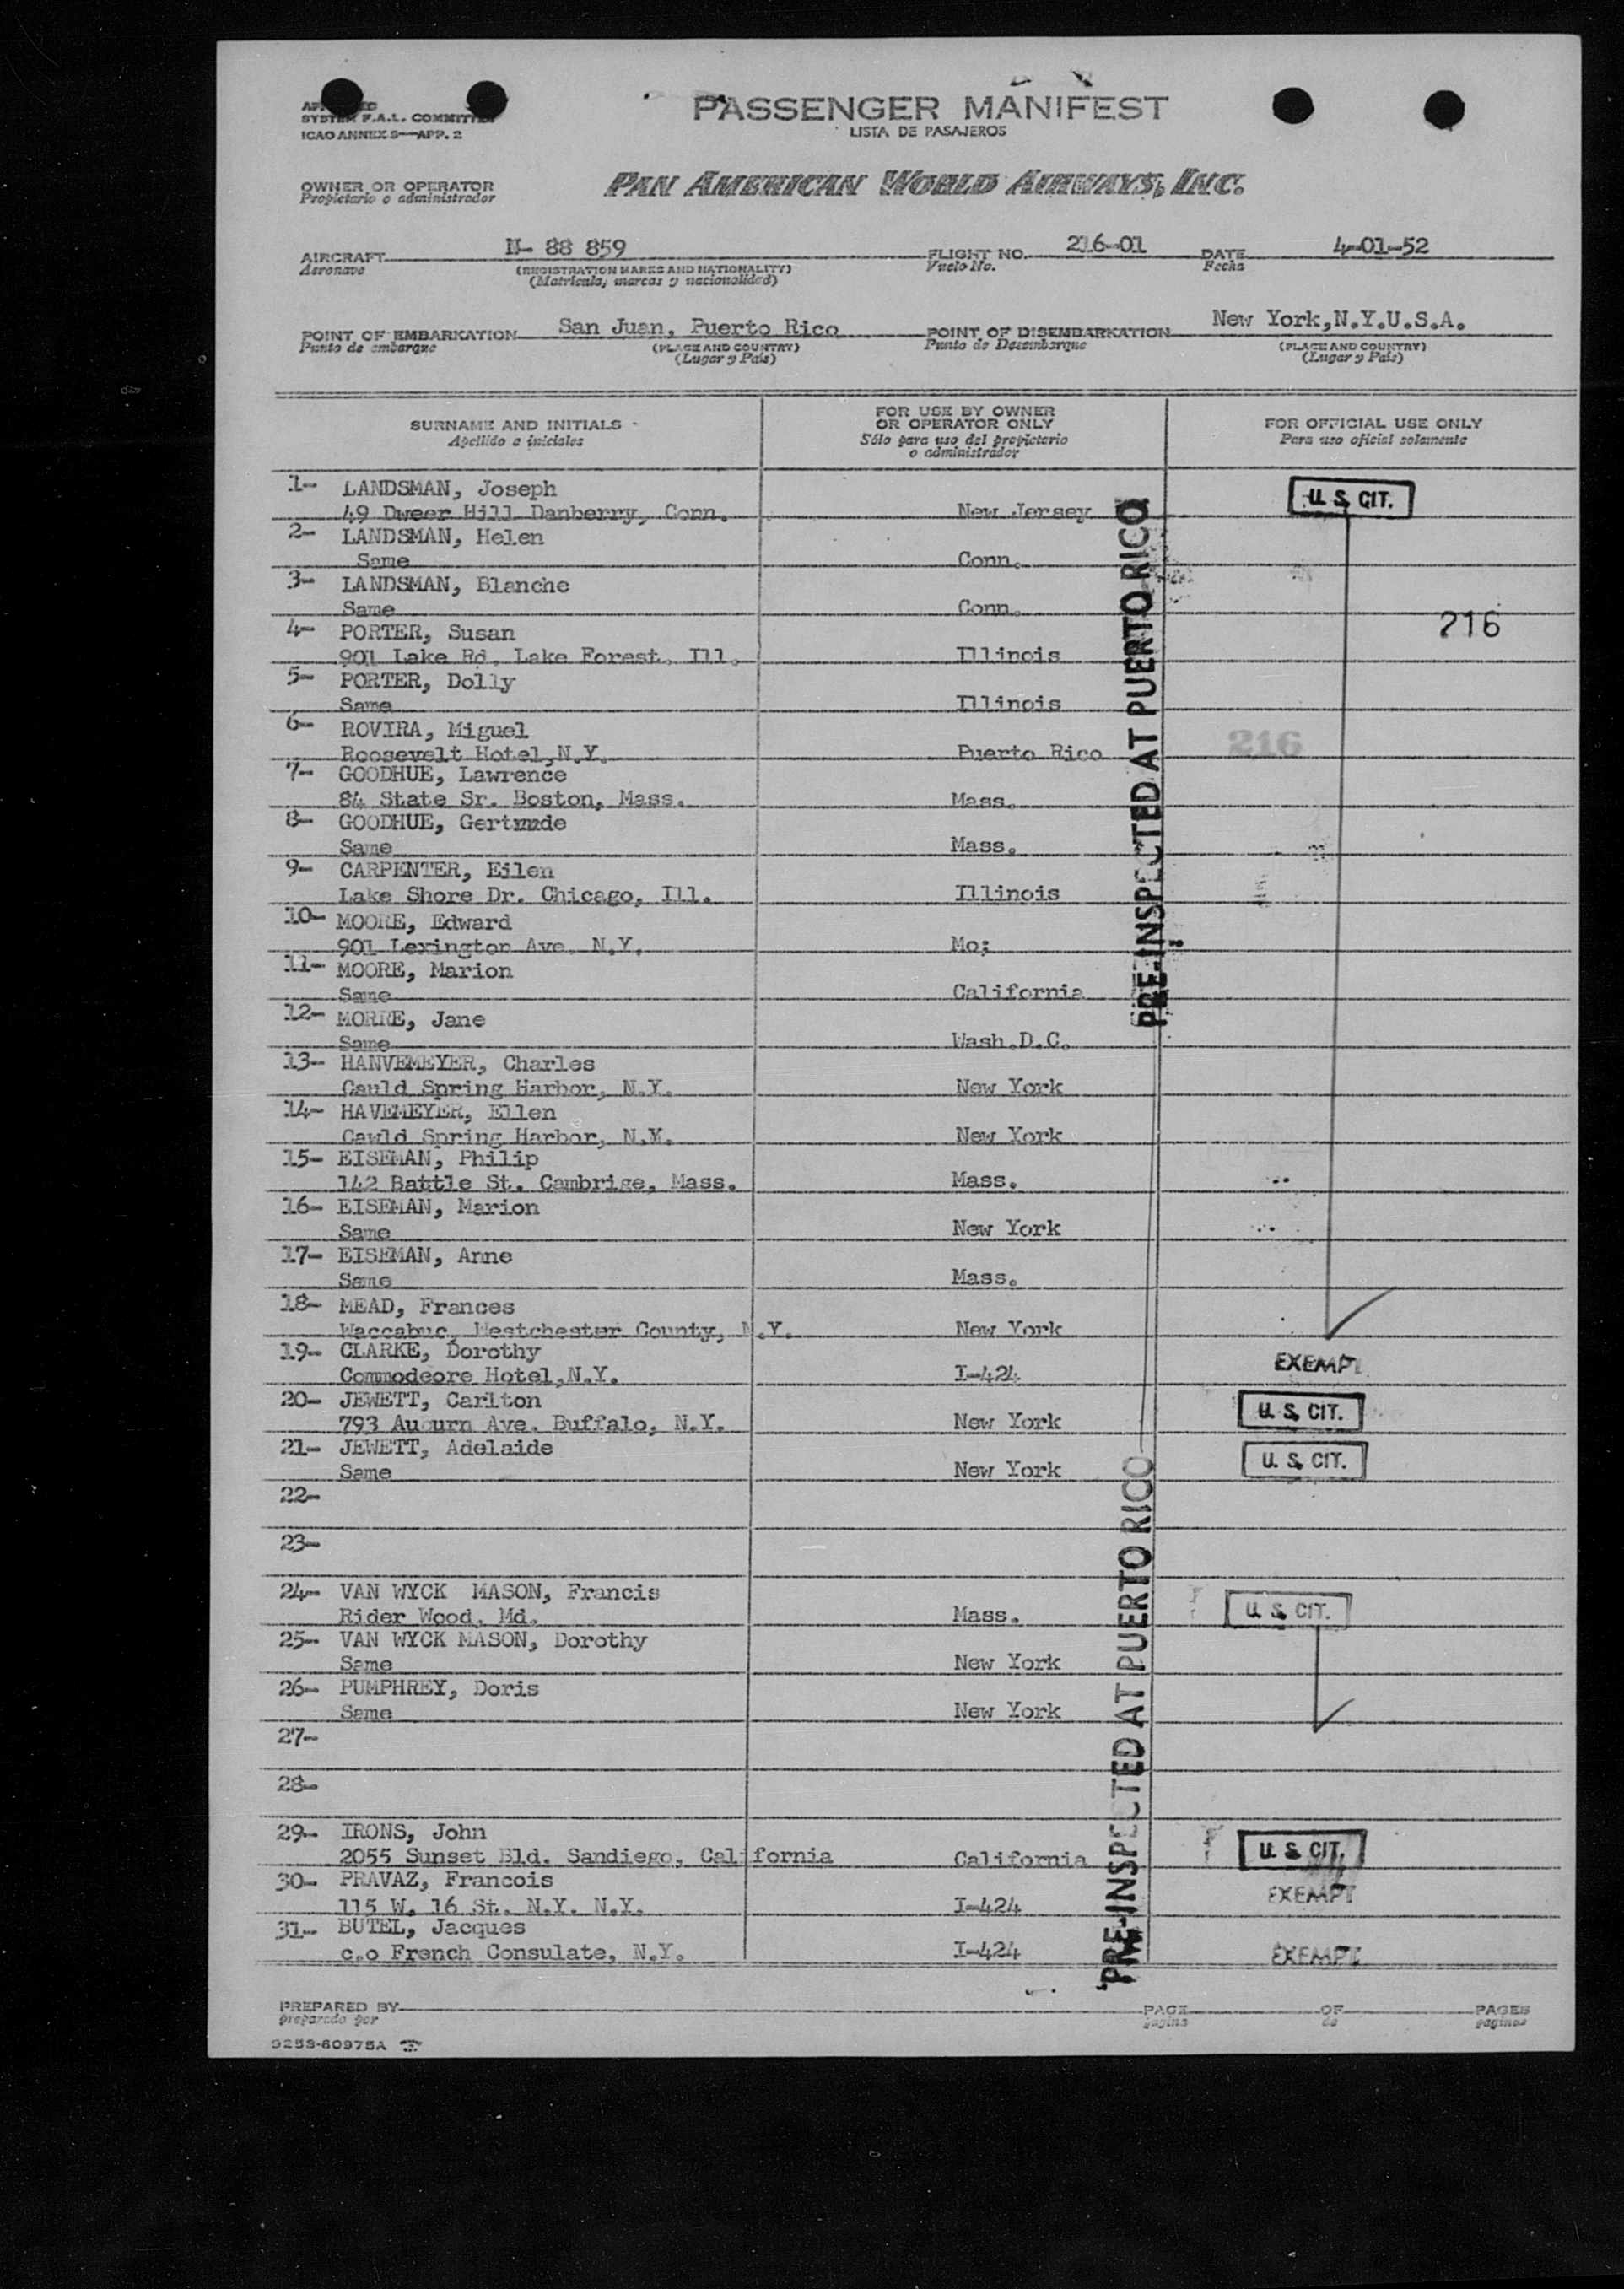 SYSTEM F.A.L. COMMITTEE
ICAO ANNEX 9—APP. 2
PASSENGER MANIFEST
LISTA DE PASAJEROS
OWNER OR OPERATOR
Propietario o administrador
PAN AMERICAN WORLD AIRWAYS, INC.
AIRCRAFT N- 88 859 FLIGHT NO. 216-01 DATE 4-01-52
Aeronave (REGISTRATION MARKS AND NATIONALITY) Vuelo No. Fecha
(Matricula, marcas y nacionalidad)
POINT OF EMBARKATION San Juan, Puerto Rico POINT OF DISEMBARKATION New York,N.Y.U.S.A.
Punto de embarque (PLACE AND COUNTRY) Punto de Desembarque (PLACE AND COUNTRY)
(Lugar y País) (Lugar y País)
SURNAME AND INITIALS FOR USE BY OWNER OR OPERATOR ONLY FOR OFFICIAL USE ONLY
Apellido e iniciales Sólo para uso del propietario o administrador Para uso oficial solamente
1- LANDSMAN, Joseph U. S. CIT.
49 Dweer Hill Danberry, Conn. New Jersey
2- LANDSMAN, Helen
Same Conn.
3- LANDSMAN, Blanche
Same Conn.
216
4- PORTER, Susan
901 Lake Rd. Lake Forest, Ill. Illinois
5- PORTER, Dolly
Same Illinois
6- ROVIRA, Miguel
Roosevelt Hotel,N.Y. Puerto Rico 216
7- GOODHUE, Lawrence
84 State Sr. Boston, Mass. Mass.
8- GOODHUE, Gertrude
Same Mass.
9- CARPENTER, Eilen
Lake Shore Dr. Chicago, Ill. Illinois
10- MOORE, Edward
901 Lexington Ave. N.Y. Mo:
11- MOORE, Marion
Same California
12- MORRE, Jane
Same Wash.D.C.
PRE-INSPECTED AT PUERTO RICO
13- HANVEMEYER, Charles
Cauld Spring Harbor, N.Y. New York
14- HAVEMEYER, Ellen
Cawld Spring Harbor, N.Y. New York
15- EISEMAN, Philip
142 Battle St. Cambrige, Mass. Mass.
16- EISEMAN, Marion
Same New York
17- EISEMAN, Anne
Same Mass.
18- MEAD, Frances
Waccabuc, Westchester County, N.Y. New York
19- CLARKE, Dorothy EXEMPT
Commodeore Hotel,N.Y. I-424
20- JEWETT, Carlton U. S. CIT.
793 Auburn Ave. Buffalo, N.Y. New York
21- JEWETT, Adelaide U. S. CIT.
Same New York
22-
23-
24- VAN WYCK MASON, Francis U. S. CIT.
Rider Wood, Md. Mass.
25- VAN WYCK MASON, Dorothy
Same New York
26- PUMPHREY, Doris
Same New York
27-
28-
29- IRONS, John U. S. CIT.
2055 Sunset Bld. Sandiego, California California
30- PRAVAZ, Francois EXEMPT
115 W. 16 St. N.Y. N.Y. I-424
31- BUTEL, Jacques
c.o French Consulate, N.Y. I-424 EXEMPT
PRE-INSPECTED AT PUERTO RICO
PREPARED BY PAGE OF PAGES
preparado por página de páginas
9253-60975A